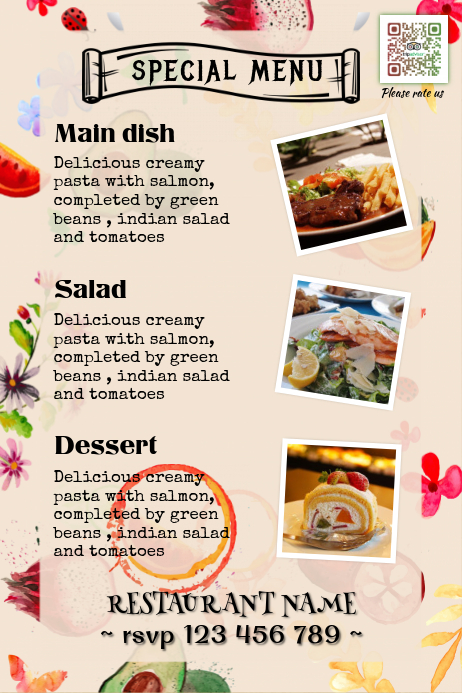 SPECIAL MENU
Please rate us
Main dish
Delicious creamy
pasta with salmon,
completed by green
beans , indian salad
and tomatoes
Salad
Delicious creamy
pasta with salmon,
completed by green
beans , indian salad
and tomatoes
Dessert
Delicious creamy
pasta with salmon,
completed by green
beans , indian salad
and tomatoes
RESTAURANT NAME
~ rsvp 123 456 789 ~